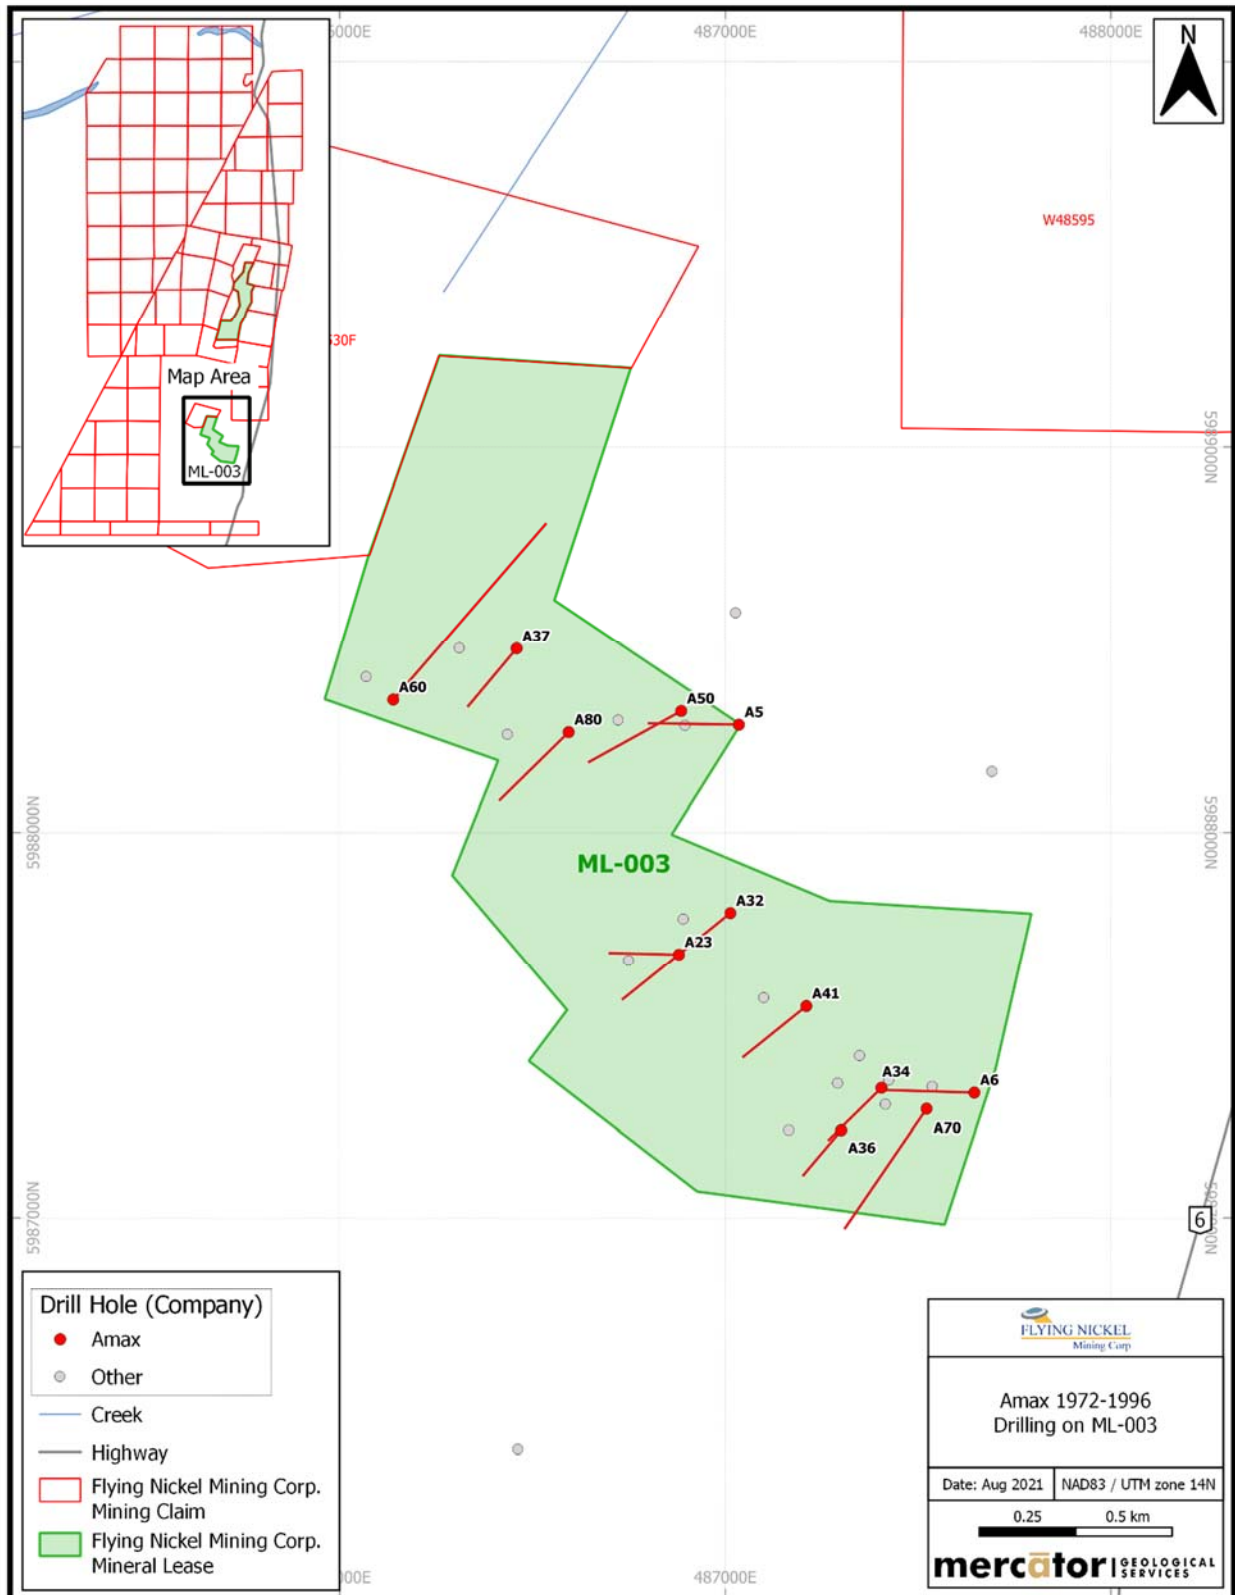 000E
487000E
488000E
N
W48595
530F
Map Area
ML-003
5989000N
A37
A60
A50
A5
A80
5988000N
ML-003
A32
A23
A41
A34
A6
A70
A36
5987000N
6
Drill Hole (Company)
Amax
Other
Creek
Highway
Flying Nickel Mining Corp.
Mining Claim
Flying Nickel Mining Corp.
Mineral Lease
FLYING NICKEL
Mining Corp
Amax 1972-1996
Drilling on ML-003
Date: Aug 2021
NAD83 / UTM zone 14N
0.25 0.5 km
mercātor GEOLOGICAL
SERVICES
000E
487000E